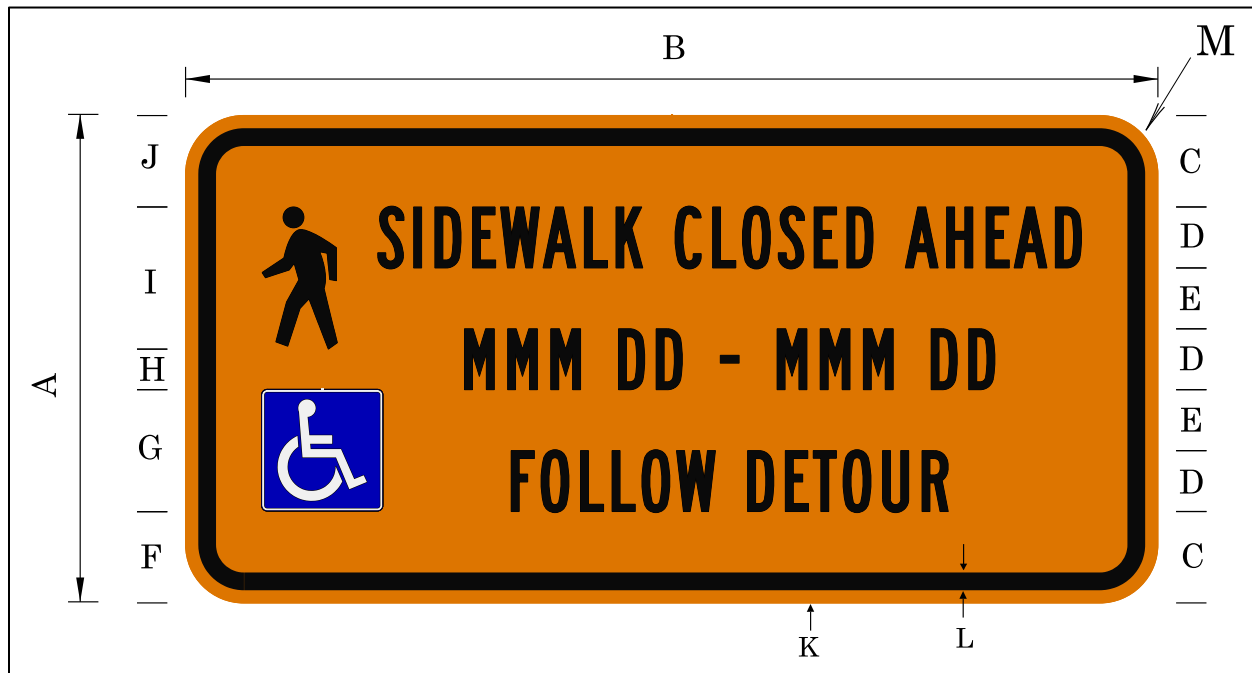 B
M
J
C
SIDEWALK CLOSED AHEAD
D
I
E
MMM DD - MMM DD
D
H
A
E
G
FOLLOW DETOUR
D
F
C
K
L